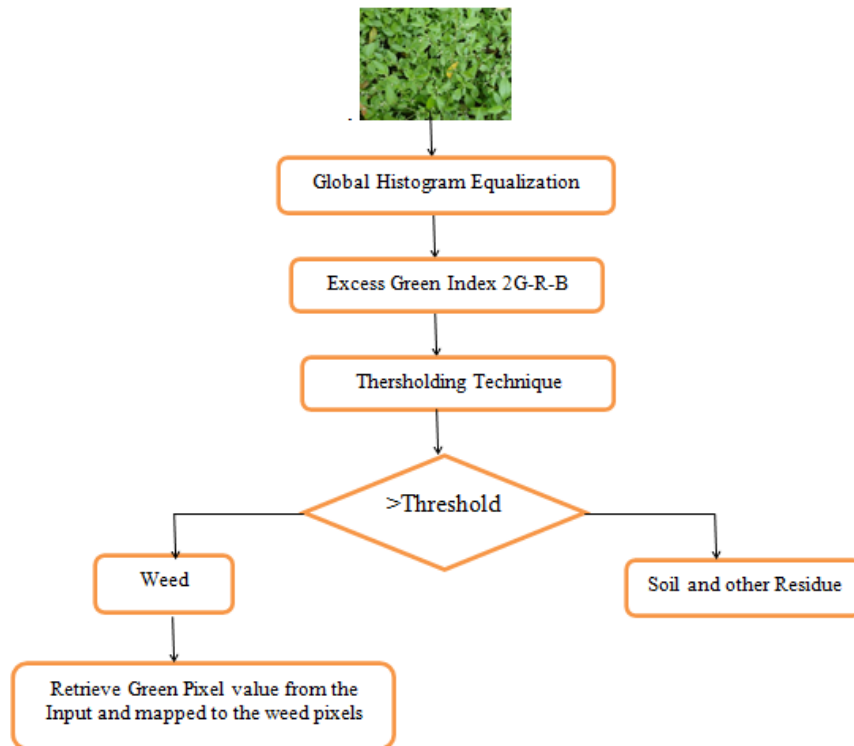 Global Histogram Equalization
Excess Green Index 2G-R-B
Thersholding Technique
>Threshold
Weed
Soil and other Residue
Retrieve Green Pixel value from the
Input and mapped to the weed pixels